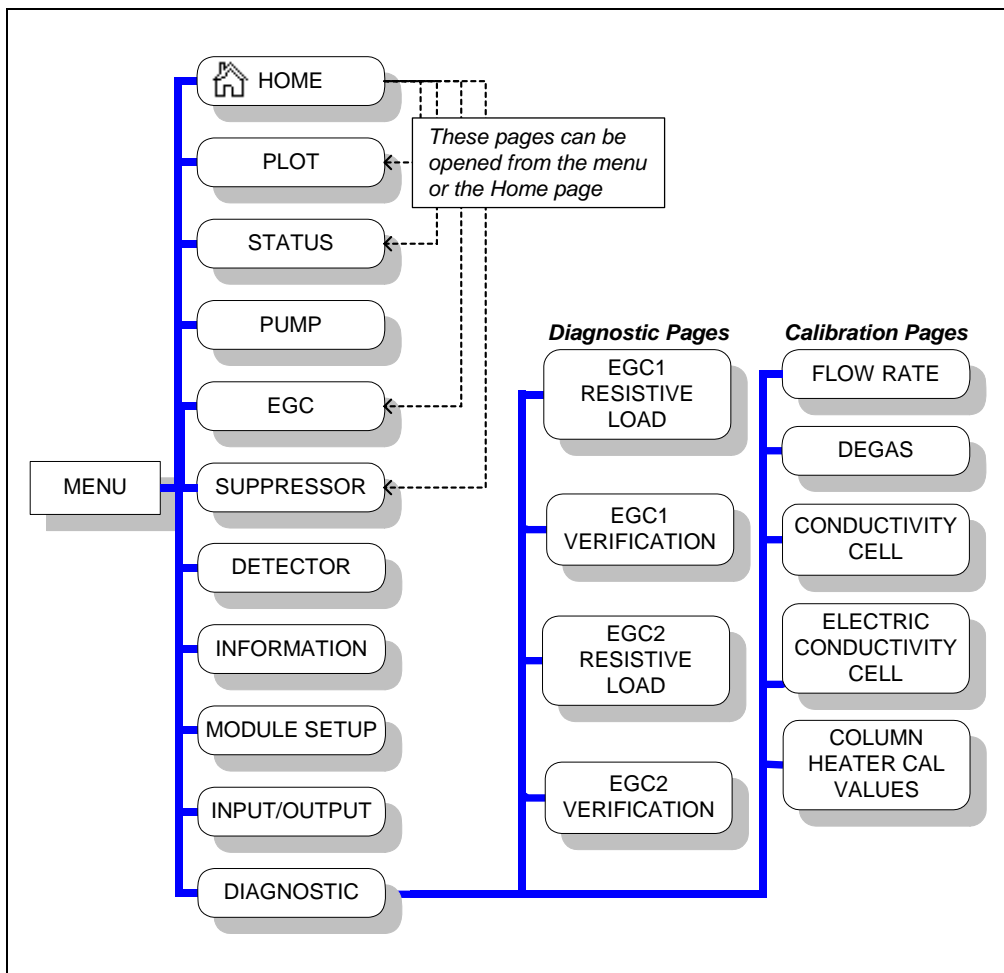 HOME
These pages can be
opened from the menu
or the Home page
PLOT
STATUS
PUMP
EGC
MENU
SUPPRESSOR
DETECTOR
INFORMATION
MODULE SETUP
INPUT/OUTPUT
DIAGNOSTIC
Diagnostic Pages
EGC1
RESISTIVE
LOAD
EGC1
VERIFICATION
EGC2
RESISTIVE
LOAD
EGC2
VERIFICATION
Calibration Pages
FLOW RATE
DEGAS
CONDUCTIVITY
CELL
ELECTRIC
CONDUCTIVITY
CELL
COLUMN
HEATER CAL
VALUES